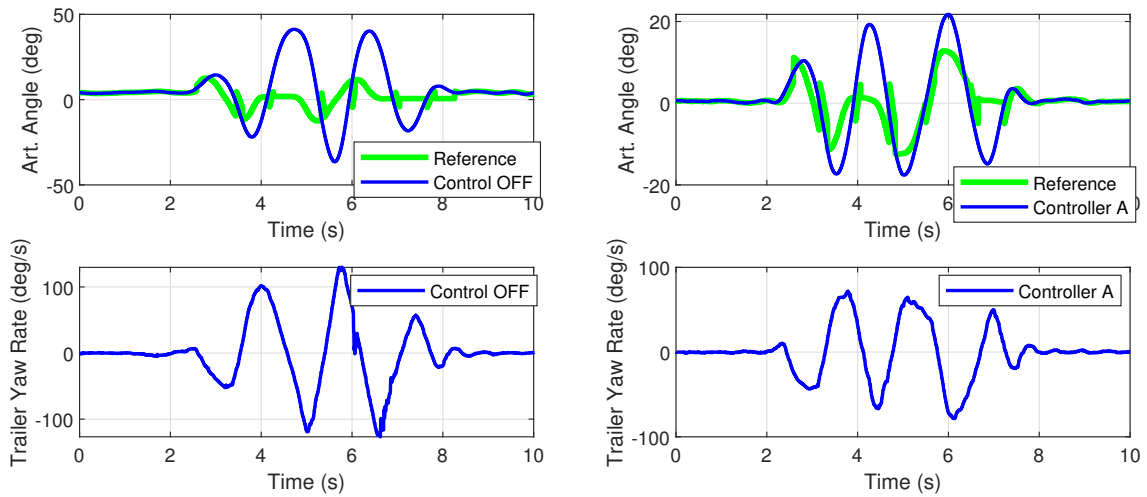 Art. Angle (deg)
50
0
-50
0 2 4 6 8 10
Time (s)
Reference
Control OFF
Art. Angle (deg)
20
0
-20
0 2 4 6 8 10
Time (s)
Reference
Controller A
Trailer Yaw Rate (deg/s)
100
0
-100
0 2 4 6 8 10
Time (s)
Control OFF
Trailer Yaw Rate (deg/s)
100
0
-100
0 2 4 6 8 10
Time (s)
Controller A